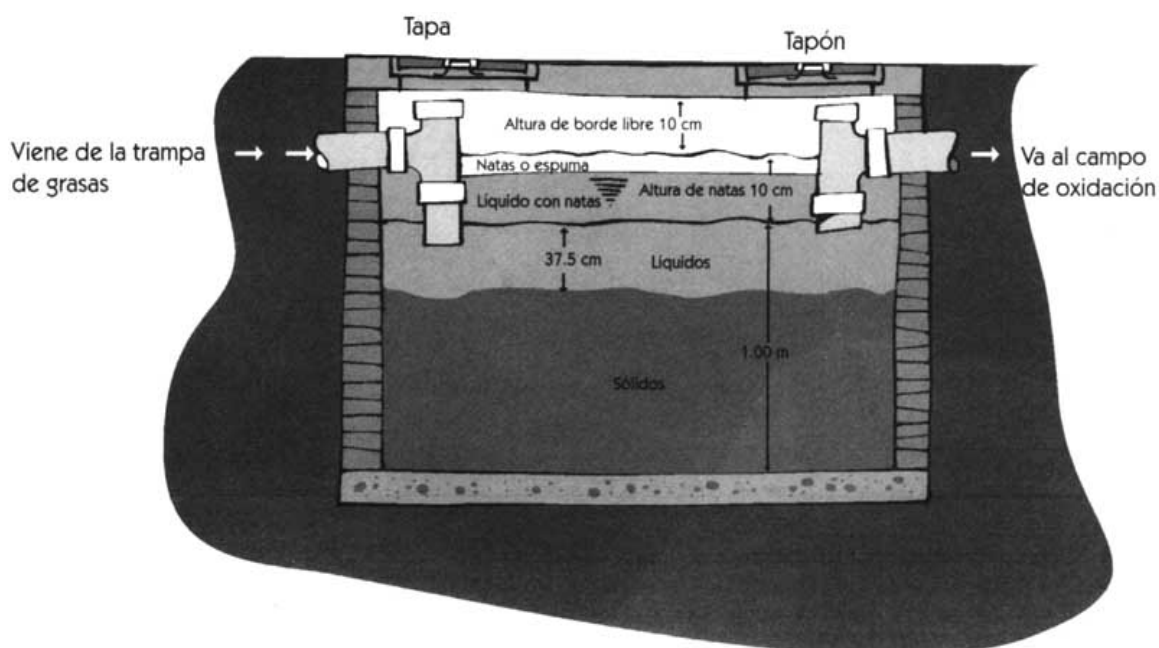 Tapa
Tapón
Altura de borde libre 10 cm
Viene de la trampa
de grasas
Natas o espuma
Altura de natas 10 cm
Líquido con natas
Va al campo
de oxidación
37.5 cm
Líquidos
1.00 m
Sólidos